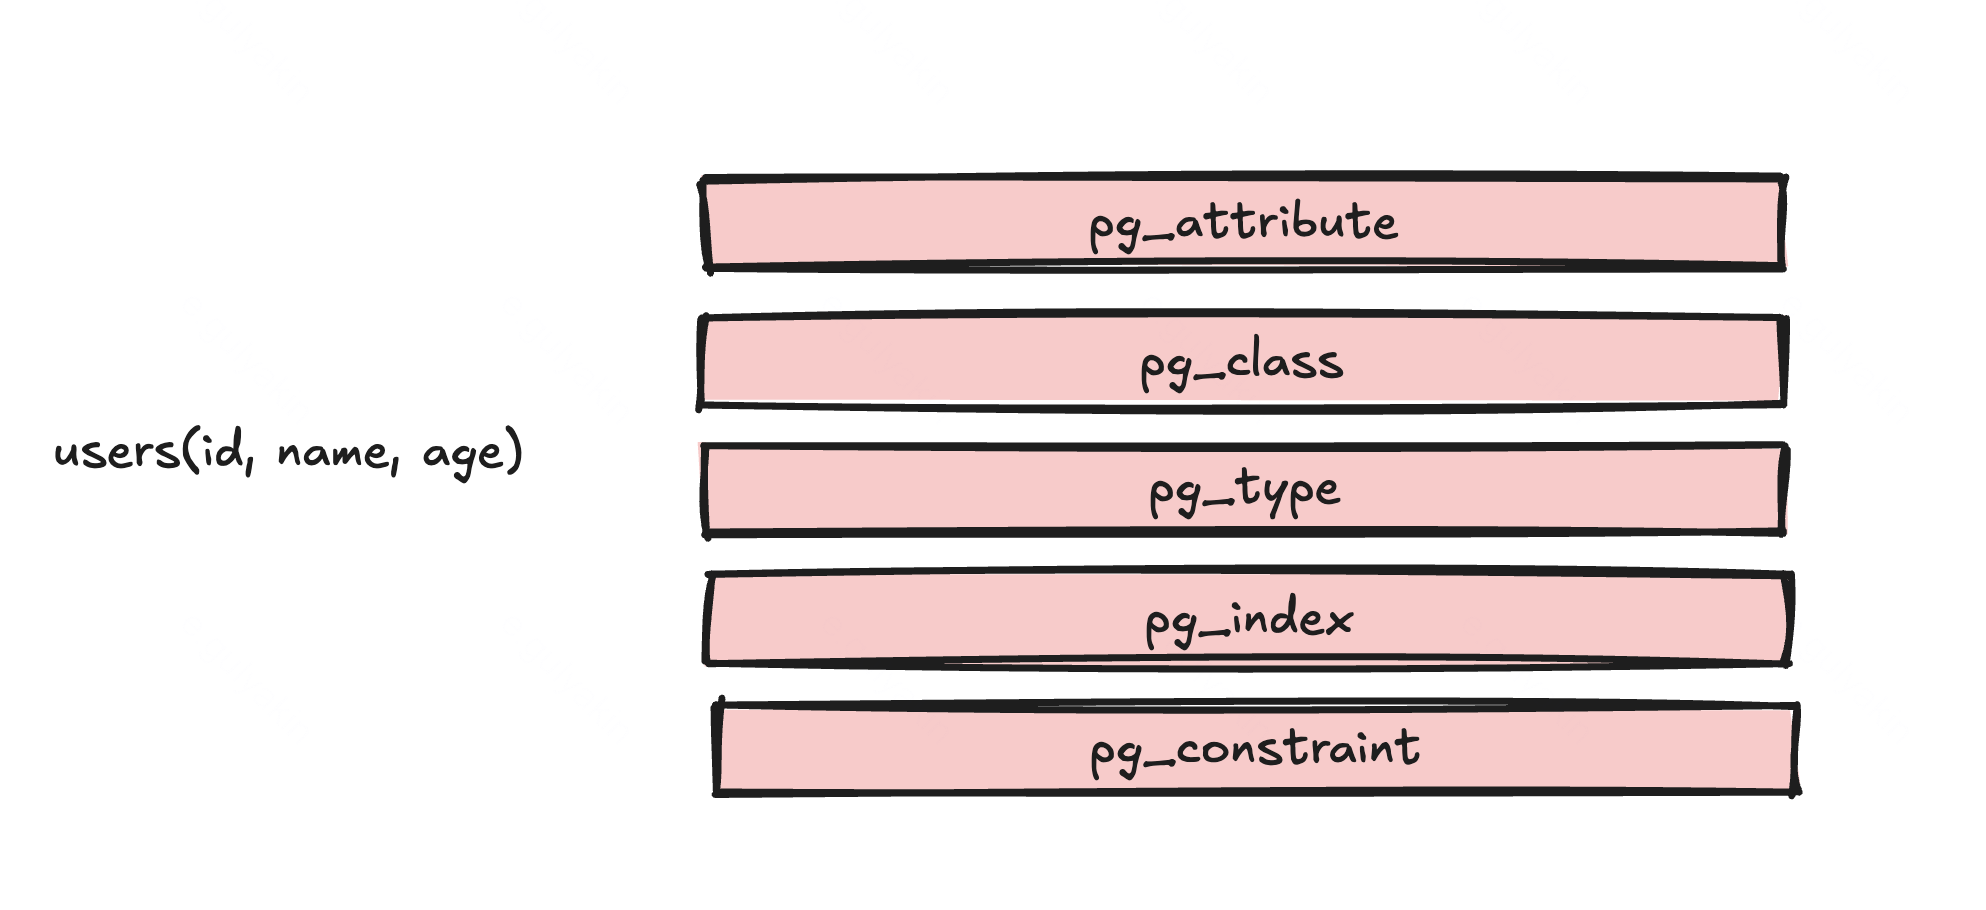 users(id, name, age)
pg_attribute
pg_class
pg_type
pg_index
pg_constraint